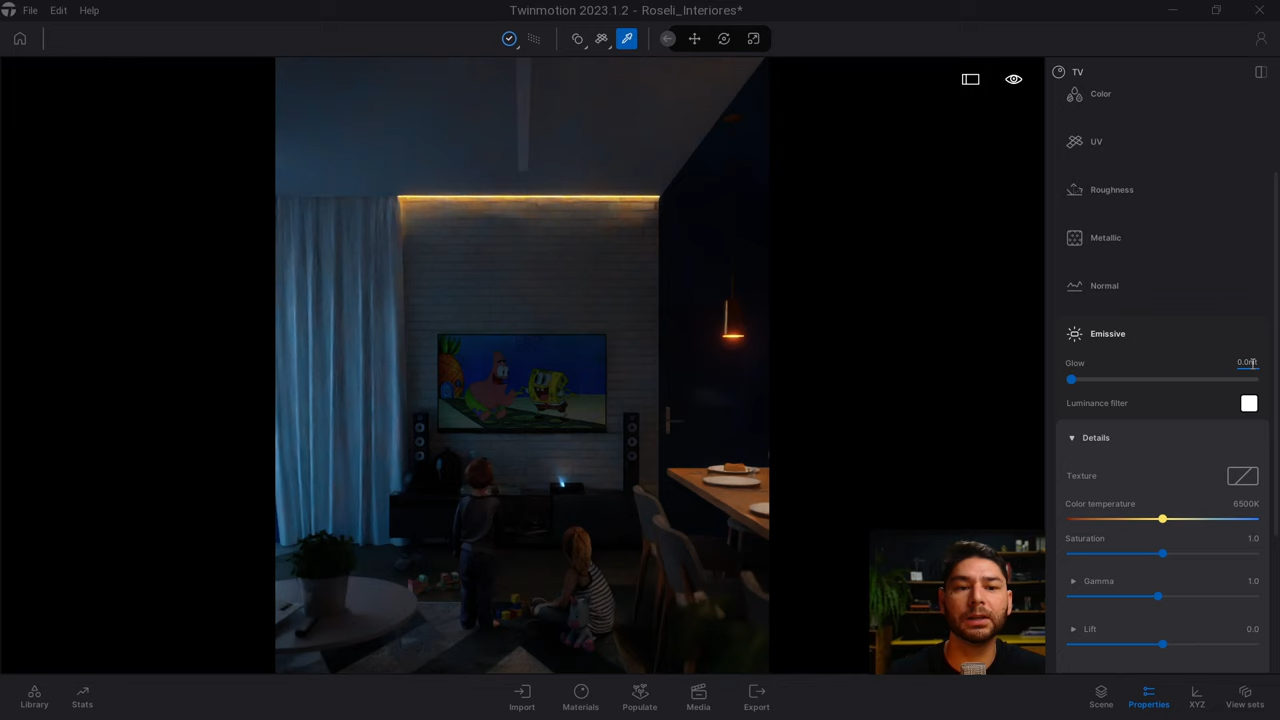 File Edit Help
Twinmotion 2023.1.2 - Roseli_Interiores*
TV
Color
UV
Roughness
Metallic
Normal
Emissive
Glow
Luminance filter
Details
Texture
Color temperature 6500K
Saturation 1.0
Gamma 1.0
Lift 0.0
Library Stats Import Materials Populate Media Export Scene Properties XYZ View sets